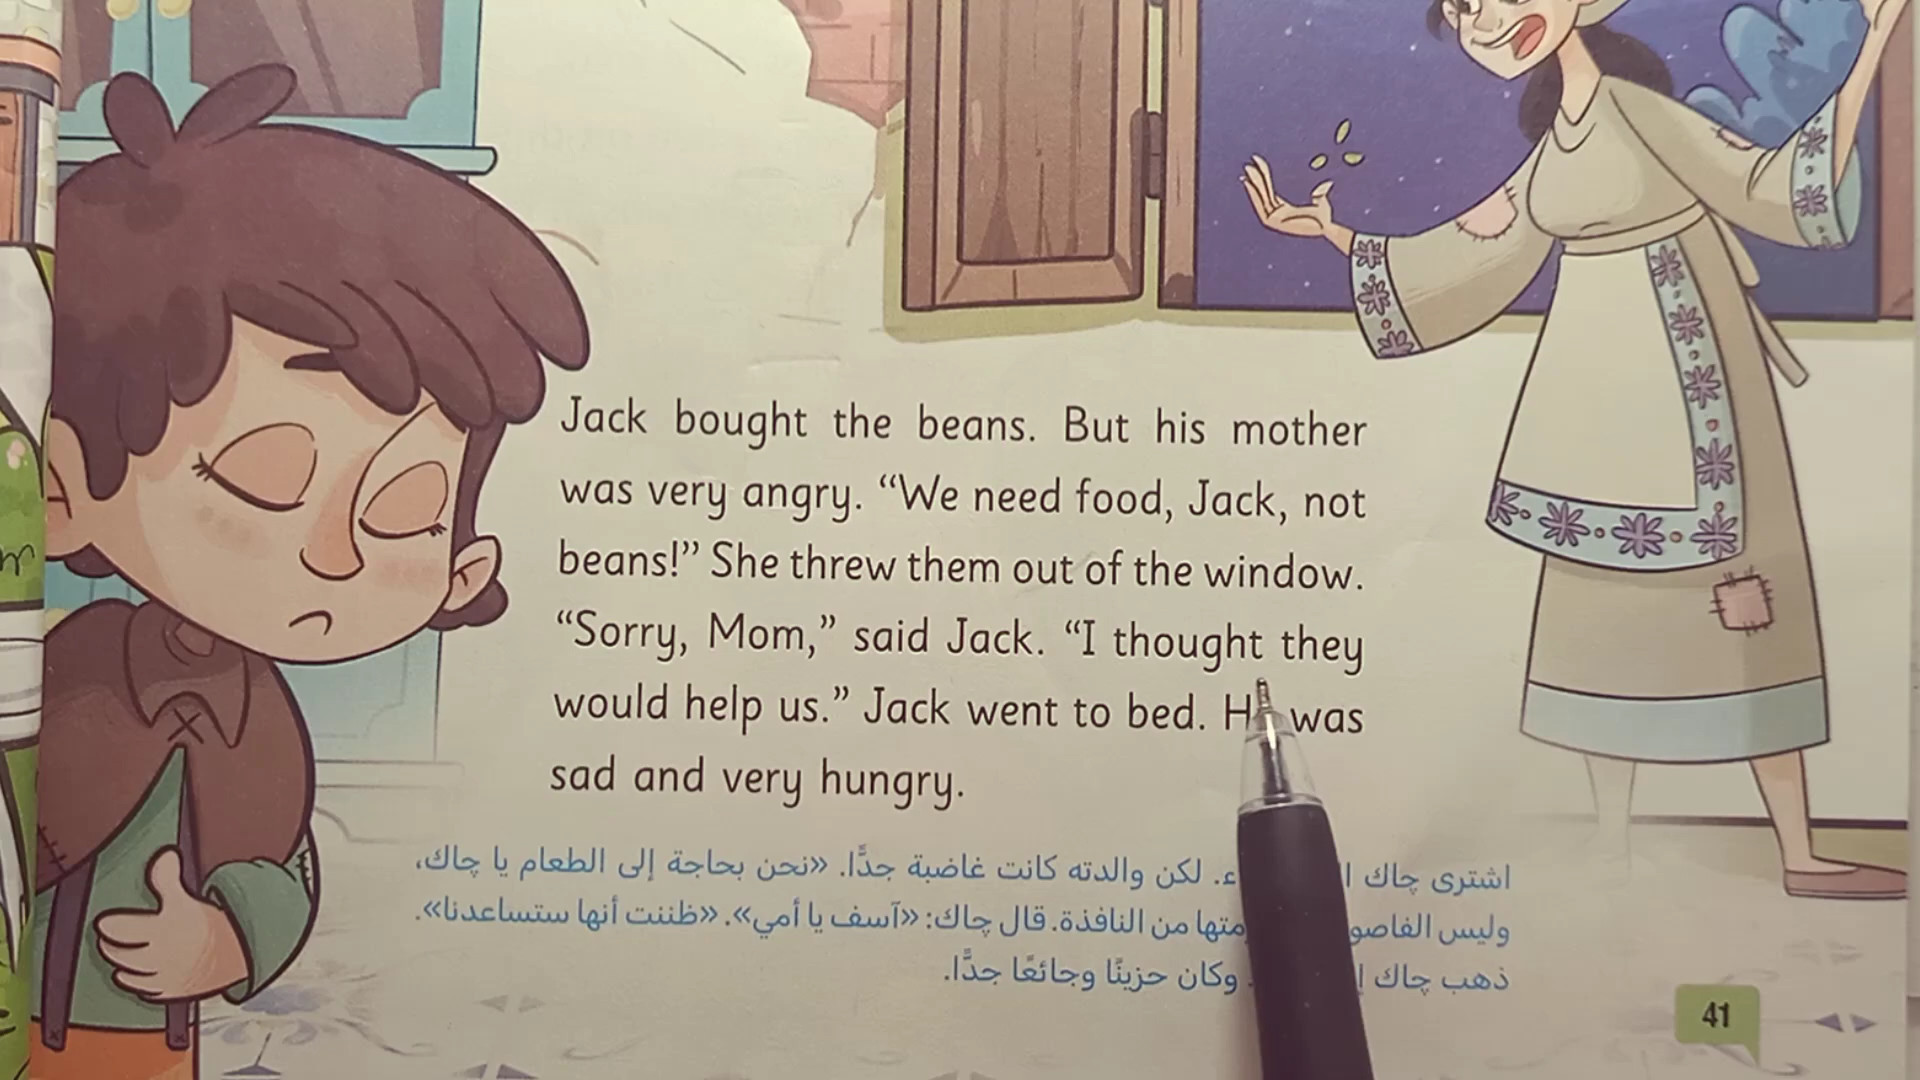 Jack bought the beans. But his mother
was very angry. “We need food, Jack, not
beans!” She threw them out of the window.
“Sorry, Mom,” said Jack. “I thought they
would help us.” Jack went to bed. was
sad and very hungry.
اشترى چاك لكن والدته كانت غاضبة جدًّا. «نحن بحاجة إلى الطعام يا چاك،
وليس من النافذة. قال چاك: «آسف يا أمي». «ظننت أنها ستساعدنا».
ذهب چاك وكان حزينًا وجائعًا جدًّا.
41